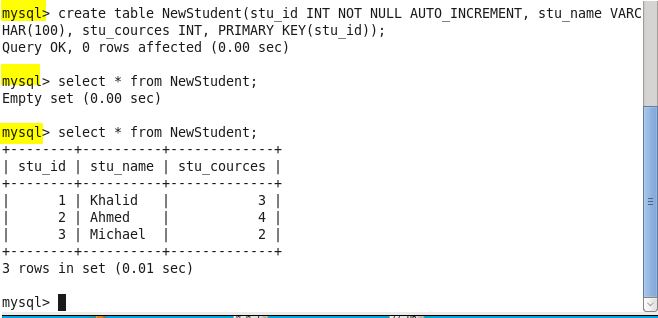 mysql> create table NewStudent(stu_id INT NOT NULL AUTO_INCREMENT, stu_name VARC
HAR(100), stu_cources INT, PRIMARY KEY(stu_id));
Query OK, 0 rows affected (0.00 sec)
mysql> select * from NewStudent;
Empty set (0.00 sec)
mysql> select * from NewStudent;
+--------+----------+-------------+
| stu_id | stu_name | stu_cources |
+--------+----------+-------------+
|      1 | Khalid   |           3 |
|      2 | Ahmed    |           4 |
|      3 | Michael  |           2 |
+--------+----------+-------------+
3 rows in set (0.01 sec)
mysql>